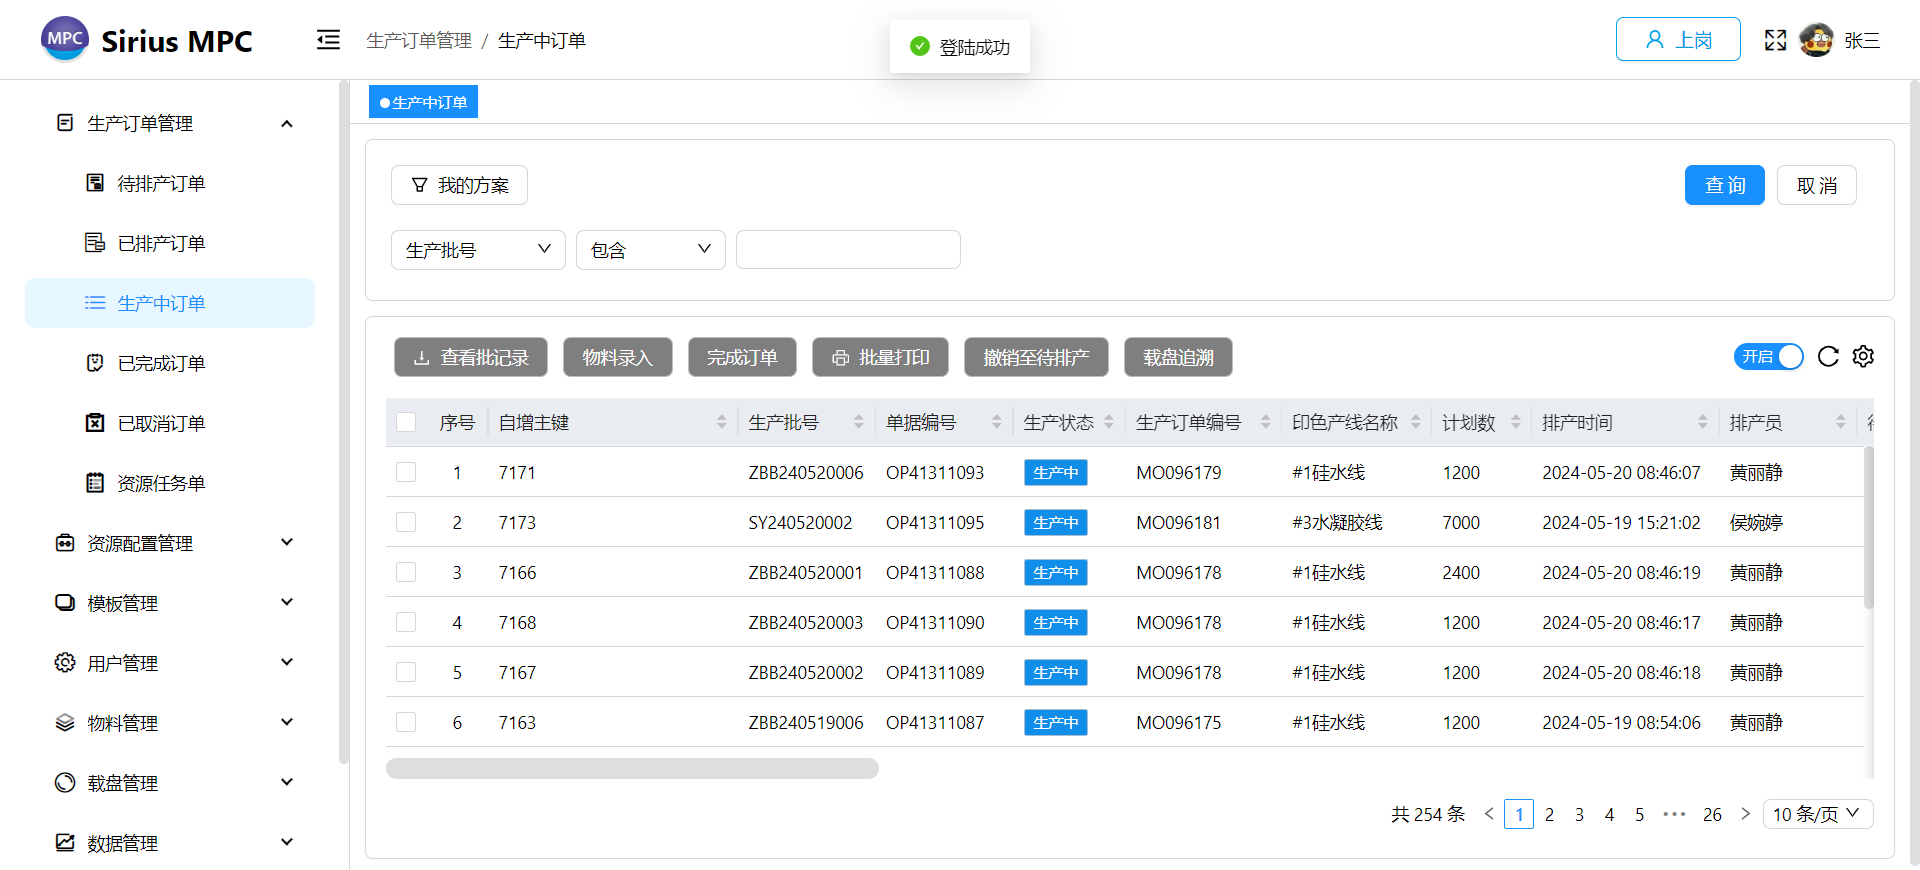 MPC Sirius MPC 生产订单管理 / 生产中订单 登陆成功 上岗 张三
生产订单管理
待排产订单
已排产订单
生产中订单
已完成订单
已取消订单
资源任务单
资源配置管理
模板管理
用户管理
物料管理
载盘管理
数据管理
生产中订单
我的方案 查询 取消
生产批号 包含
查看批记录 物料录入 完成订单 批量打印 撤销至待排产 载盘追溯 开启
序号 自增主键 生产批号 单据编号 生产状态 生产订单编号 印色产线名称 计划数 排产时间 排产员
1 7171 ZBB240520006 OP41311093 生产中 MO096179 #1硅水线 1200 2024-05-20 08:46:07 黄丽静
2 7173 SY240520002 OP41311095 生产中 MO096181 #3水凝胶线 7000 2024-05-19 15:21:02 侯婉婷
3 7166 ZBB240520001 OP41311088 生产中 MO096178 #1硅水线 2400 2024-05-20 08:46:19 黄丽静
4 7168 ZBB240520003 OP41311090 生产中 MO096178 #1硅水线 1200 2024-05-20 08:46:17 黄丽静
5 7167 ZBB240520002 OP41311089 生产中 MO096178 #1硅水线 1200 2024-05-20 08:46:18 黄丽静
6 7163 ZBB240519006 OP41311087 生产中 MO096175 #1硅水线 1200 2024-05-19 08:54:06 黄丽静
共 254 条 < 1 2 3 4 5 ••• 26 > 10 条/页